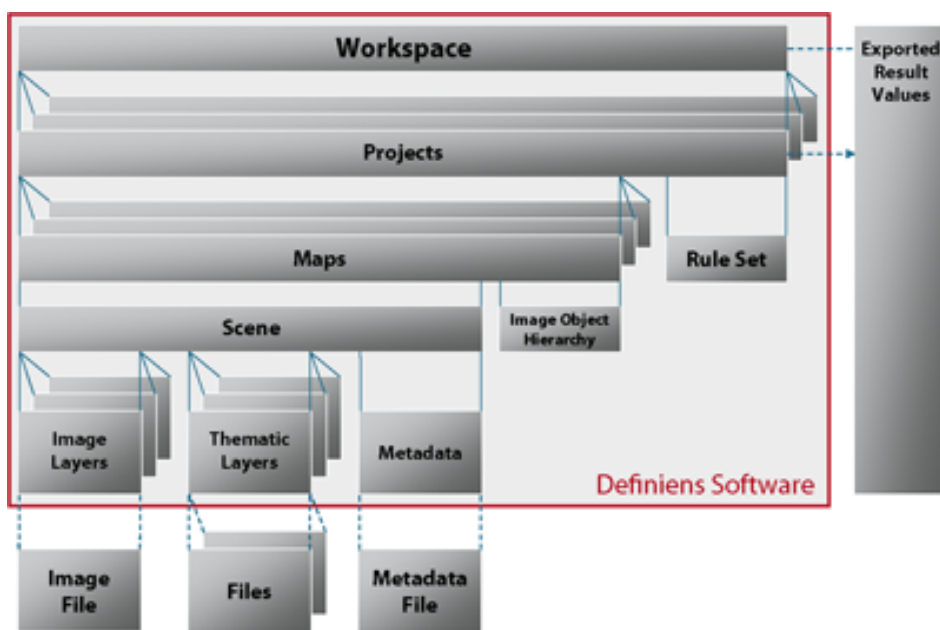 Workspace
Exported
Result
Values
Projects
Maps
Rule Set
Scene
Image Object
Hierarchy
Image
Layers
Thematic
Layers
Metadada
Definiens Software
Image
File
Files
Metadata
File